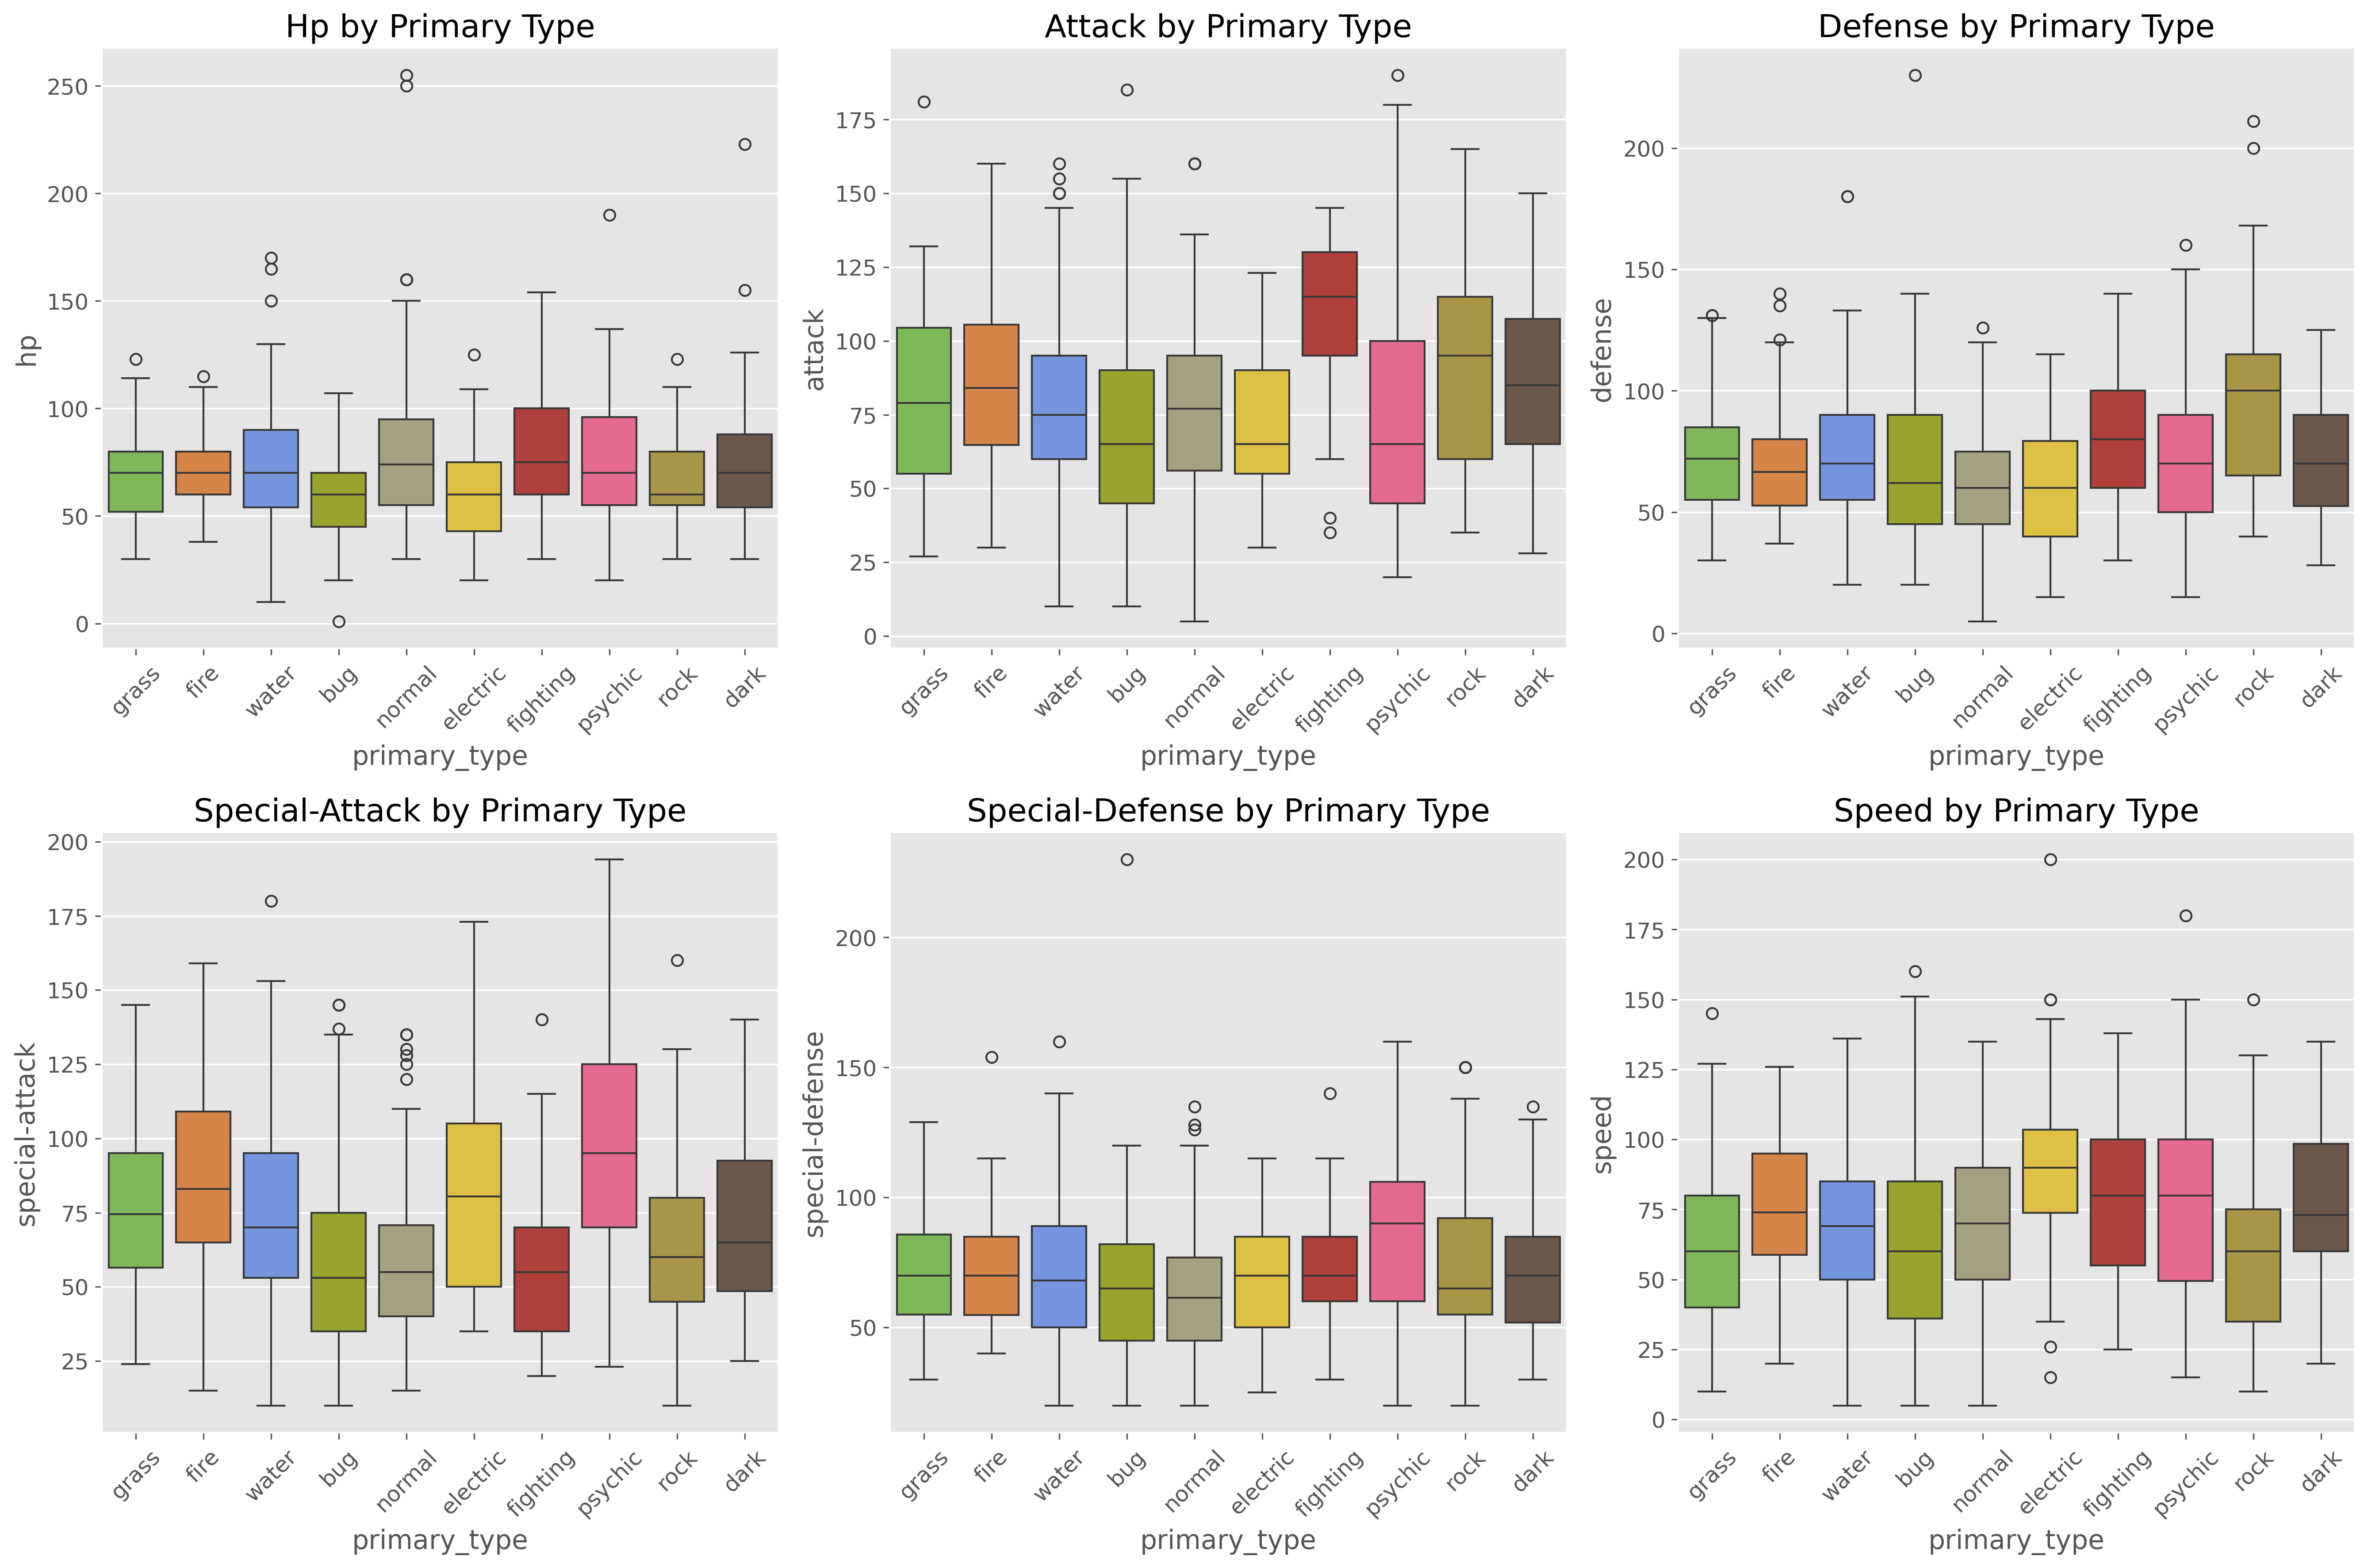 Hp by Primary Type
250
200
150
100
50
0
hp
grass
fire
water
bug
normal
electric
fighting
psychic
rock
dark
primary_type
Attack by Primary Type
175
150
125
100
75
50
25
0
attack
grass
fire
water
bug
normal
electric
fighting
psychic
rock
dark
primary_type
Defense by Primary Type
200
150
100
50
0
defense
grass
fire
water
bug
normal
electric
fighting
psychic
rock
dark
primary_type
Special-Attack by Primary Type
200
175
150
125
100
75
50
25
special-attack
grass
fire
water
bug
normal
electric
fighting
psychic
rock
dark
primary_type
Special-Defense by Primary Type
200
150
100
50
special-defense
grass
fire
water
bug
normal
electric
fighting
psychic
rock
dark
primary_type
Speed by Primary Type
200
175
150
125
100
75
50
25
0
speed
grass
fire
water
bug
normal
electric
fighting
psychic
rock
dark
primary_type